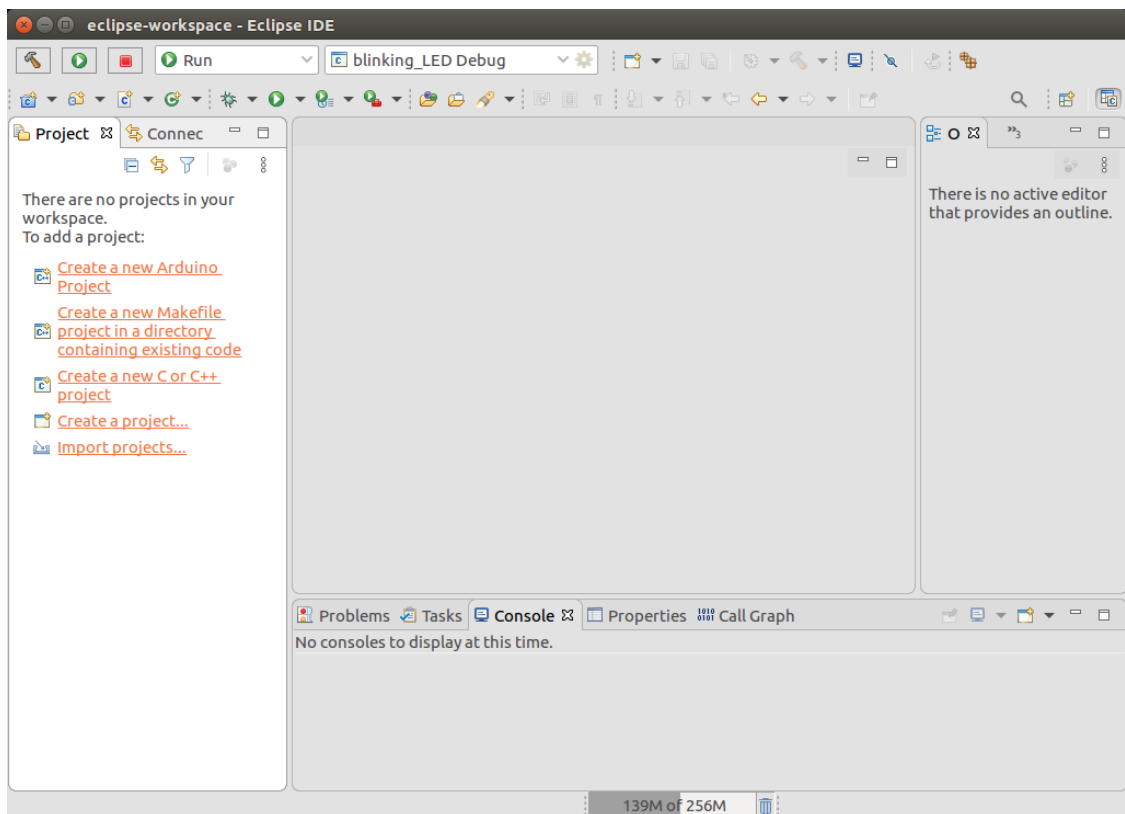 eclipse-workspace - Eclipse IDE
Run
blinking_LED Debug
Project
Connec
There are no projects in your
workspace.
To add a project:
Create a new Arduino
Project
Create a new Makefile
project in a directory
containing existing code
Create a new C or C++
project
Create a project...
Import projects...
O
»3
There is no active editor
that provides an outline.
Problems
Tasks
Console
Properties
Call Graph
No consoles to display at this time.
139M of 256M